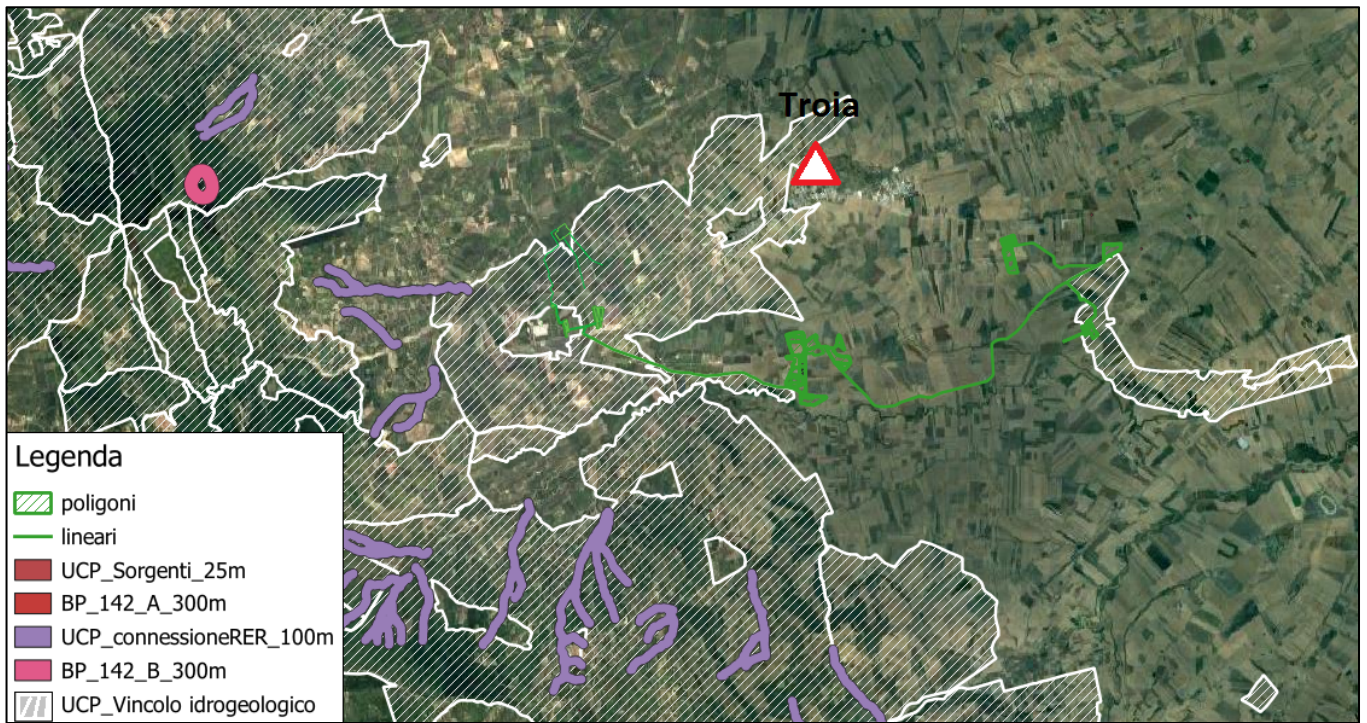 Troia
Legenda
poligoni
lineari
UCP_Sorgenti_25m
BP_142_A_300m
UCP_connessioneRER_100m
BP_142_B_300m
UCP_Vincolo idrogeologico